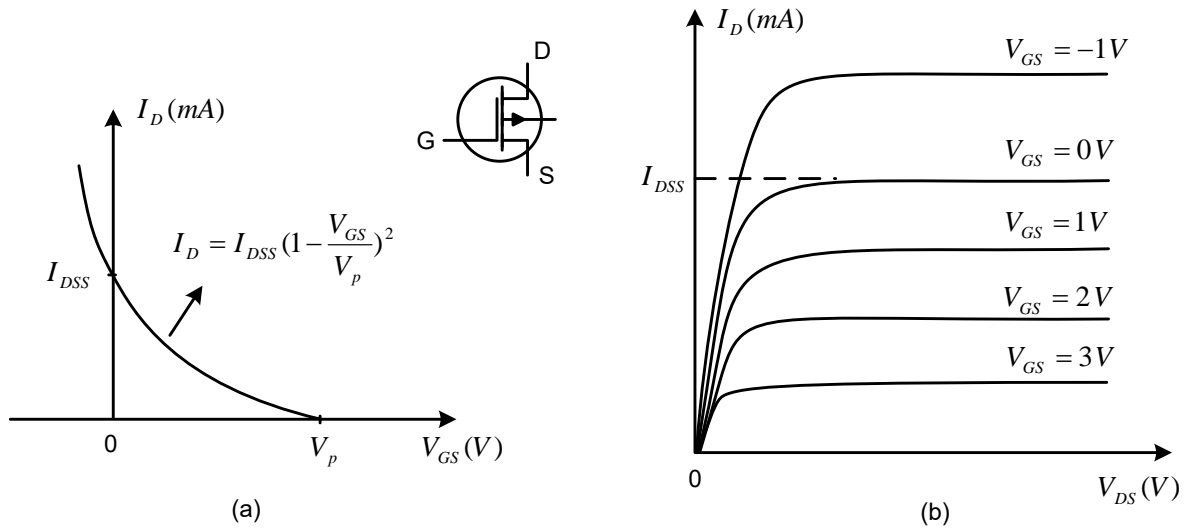 I_D (mA)
D
G
S
I_D = I_DSS (1 - V_GS / V_p)^2
I_DSS
0
V_p
V_GS (V)
(a)
I_D (mA)
V_GS = -1V
V_GS = 0V
I_DSS
V_GS = 1V
V_GS = 2V
V_GS = 3V
0
V_DS (V)
(b)